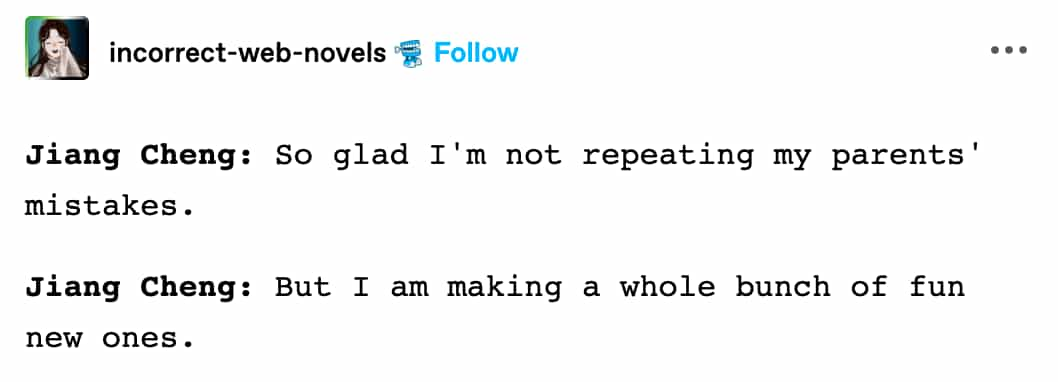 incorrect-web-novels Follow
Jiang Cheng: So glad I'm not repeating my parents'
mistakes.
Jiang Cheng: But I am making a whole bunch of fun
new ones.